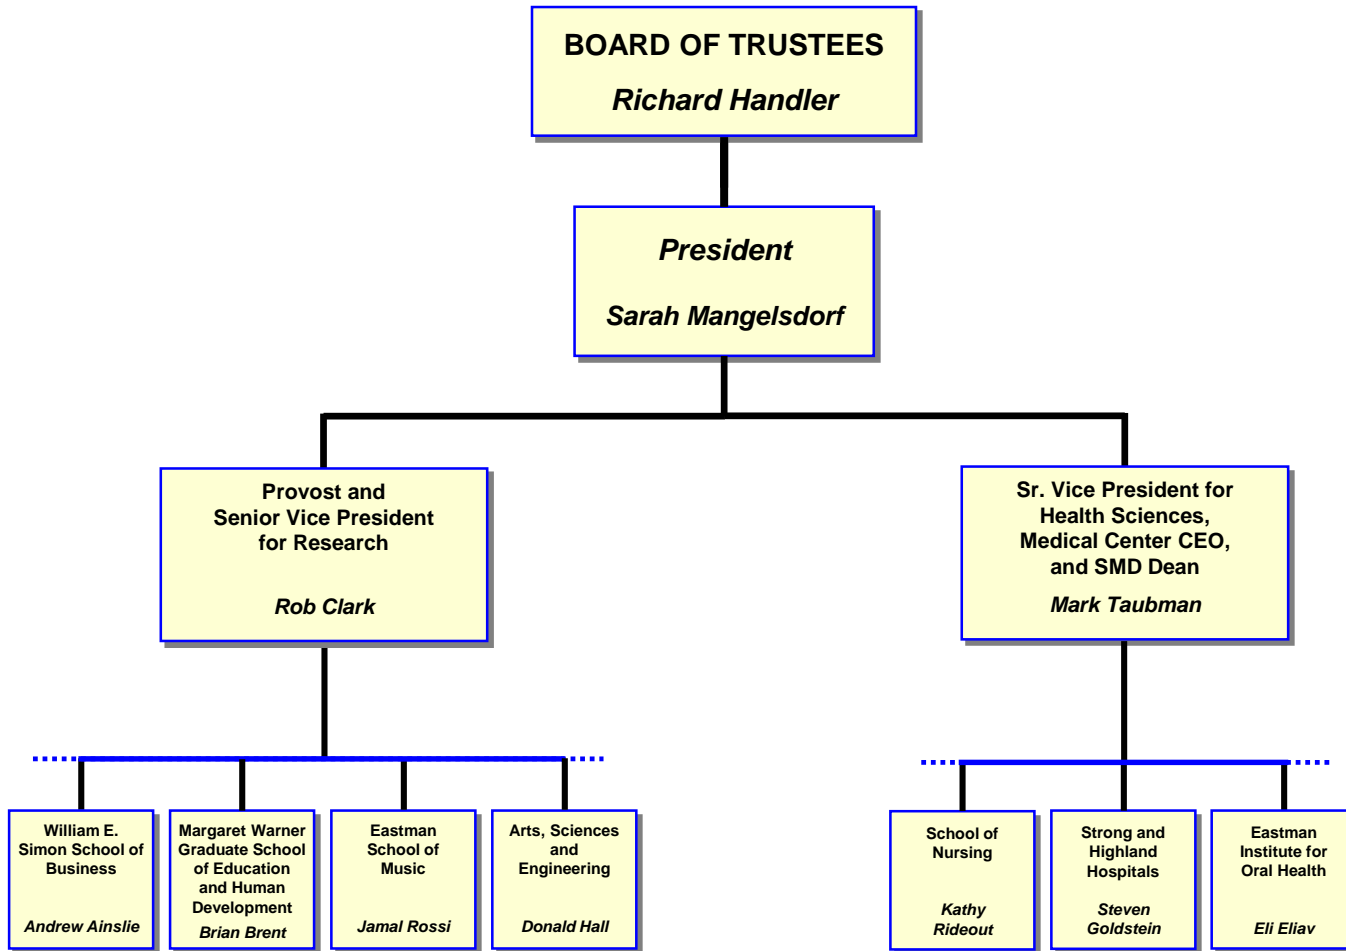 BOARD OF TRUSTEES
Richard Handler
President
Sarah Mangelsdorf
Provost and
Senior Vice President
for Research
Rob Clark
Sr. Vice President for
Health Sciences,
Medical Center CEO,
and SMD Dean
Mark Taubman
William E.
Simon School of
Business
Andrew Ainslie
Margaret Warner
Graduate School
of Education
and Human
Development
Brian Brent
Eastman
School of
Music
Jamal Rossi
Arts, Sciences
and
Engineering
Donald Hall
School of
Nursing
Kathy
Rideout
Strong and
Highland
Hospitals
Steven
Goldstein
Eastman
Institute for
Oral Health
Eli Eliav